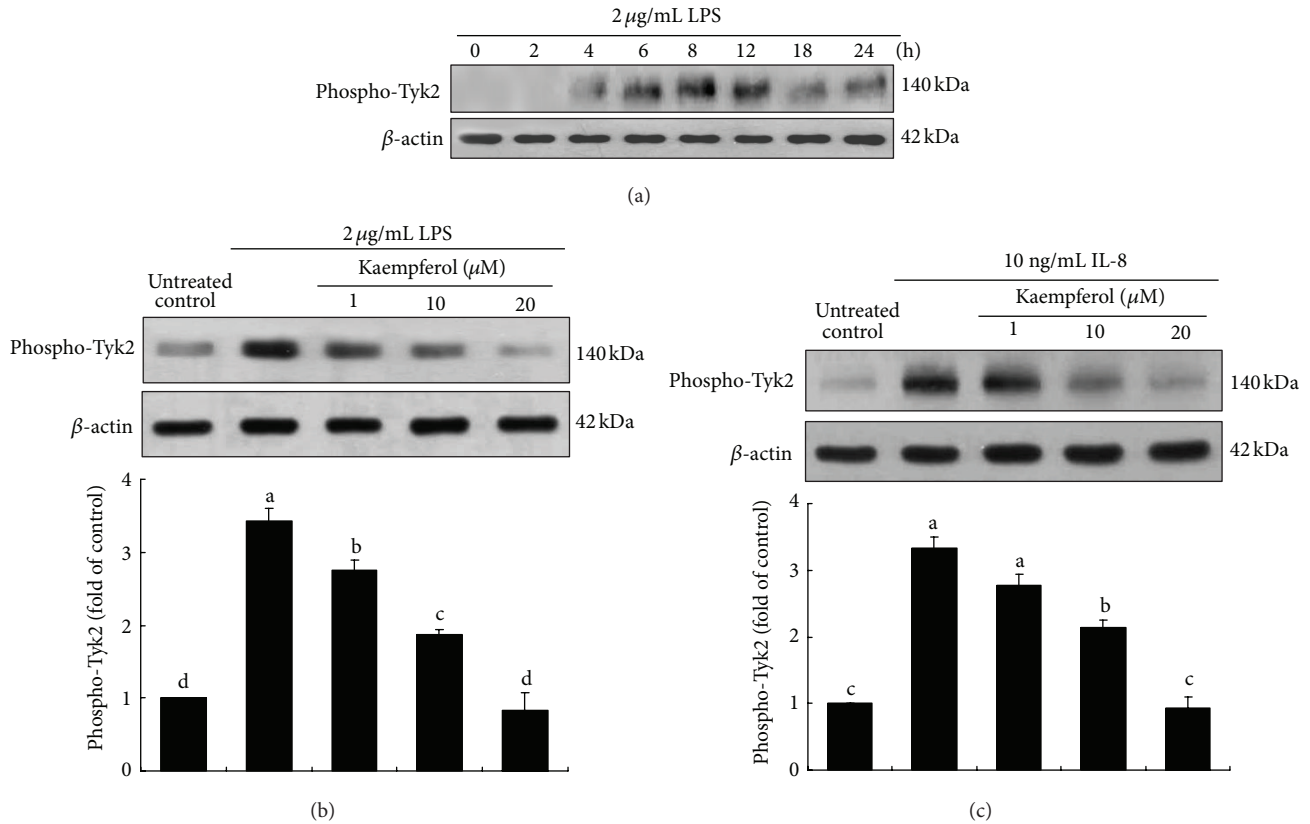 2 μg/mL LPS
0 2 4 6 8 12 18 24 (h)
Phospho-Tyk2 140 kDa
β-actin 42 kDa
(a)
2 μg/mL LPS
Untreated control
Kaempferol (μM)
1 10 20
Phospho-Tyk2 140 kDa
β-actin 42 kDa
Phospho-Tyk2 (fold of control)
4
3
2
1
0
d a b c d
(b)
10 ng/mL IL-8
Untreated control
Kaempferol (μM)
1 10 20
Phospho-Tyk2 140 kDa
β-actin 42 kDa
Phospho-Tyk2 (fold of control)
4
3
2
1
0
c a a b c
(c)